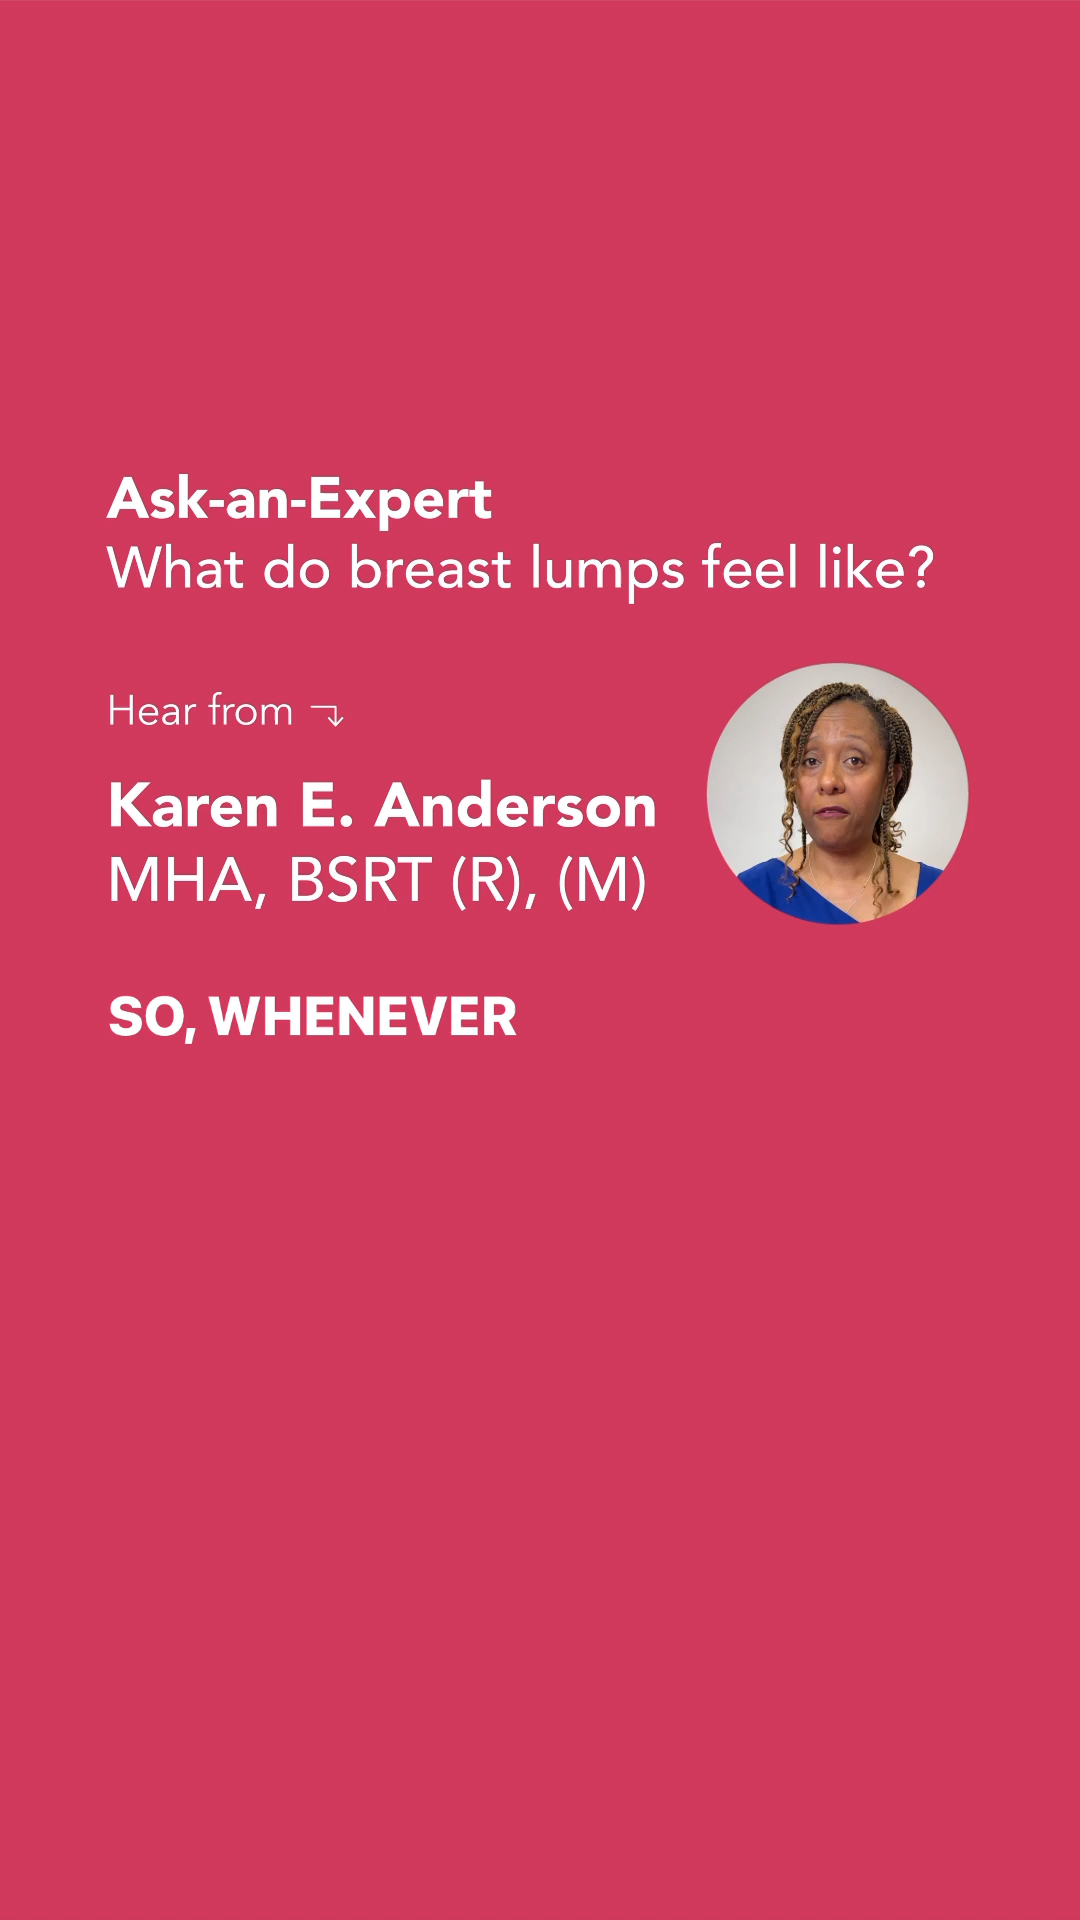 Ask-an-Expert
What do breast lumps feel like?
Hear from
Karen E. Anderson
MHA, BSRT (R), (M)
SO, WHENEVER